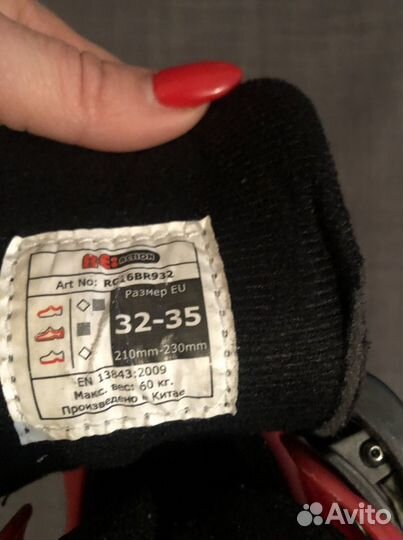 RE:ACTION
Art No: RC16BR932
Размер EU
32-35
210mm-230mm
EN 13843:2009
Макс. вес: 60 кг.
Произведено в Китае
Avito